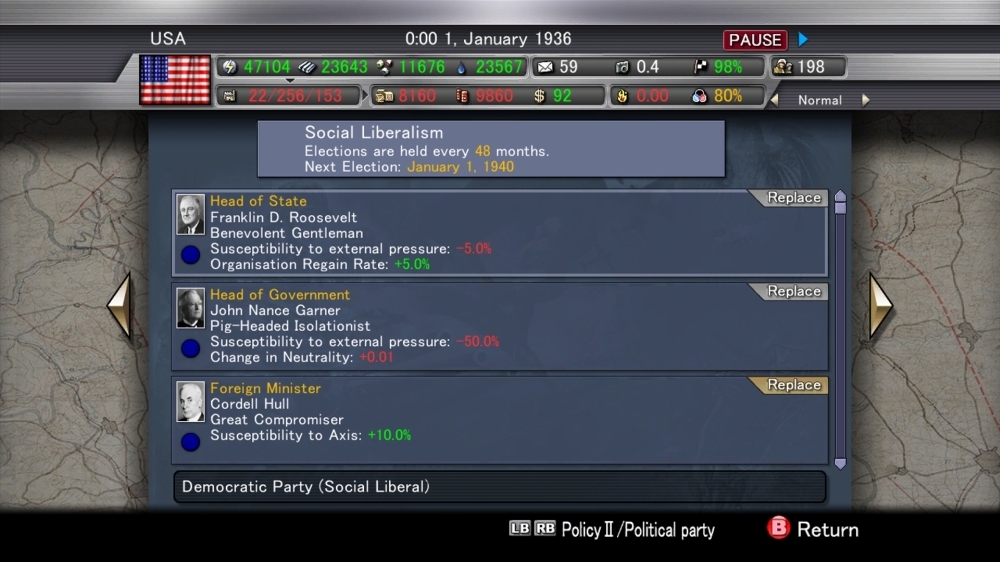 USA
0:00 1, January 1936
PAUSE
47104 23643 11676 23567 59 0.4 98% 198
22/256/153 8160 9860 $ 92 0.00 80%
Normal
Social Liberalism
Elections are held every 48 months.
Next Election: January 1, 1940
Replace
Head of State
Franklin D. Roosevelt
Benevolent Gentleman
Susceptibility to external pressure: -5.0%
Organisation Regain Rate: +5.0%
Replace
Head of Government
John Nance Garner
Pig-Headed Isolationist
Susceptibility to external pressure: -50.0%
Change in Neutrality: +0.01
Replace
Foreign Minister
Cordell Hull
Great Compromiser
Susceptibility to Axis: +10.0%
Democratic Party (Social Liberal)
LB RB Policy II/Political party
B Return